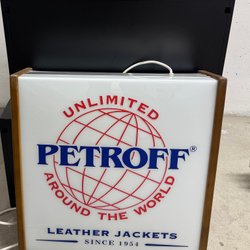 UNLIMITED
PETROFF®
AROUND THE WORLD
LEATHER JACKETS
SINCE 1954